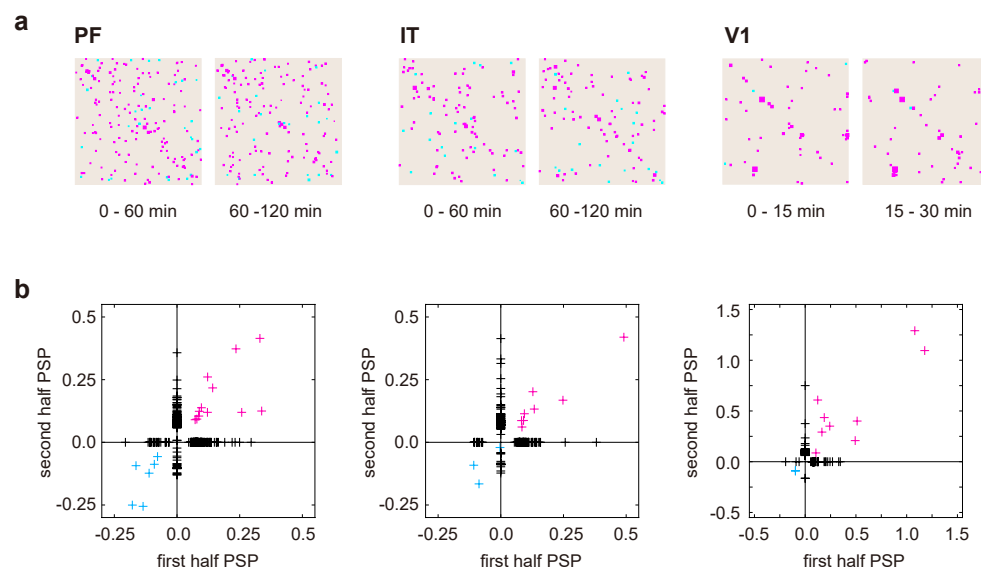 a
PF
IT
V1
0 - 60 min
60 -120 min
0 - 60 min
60 -120 min
0 - 15 min
15 - 30 min
b
second half PSP
0.5
0.25
0.0
-0.25
-0.25
0.0
0.25
0.5
first half PSP
second half PSP
0.5
0.25
0.0
-0.25
-0.25
0.0
0.25
0.5
first half PSP
second half PSP
1.5
1.0
0.5
0.0
-0.5
-0.5
0.0
0.5
1.0
1.5
first half PSP